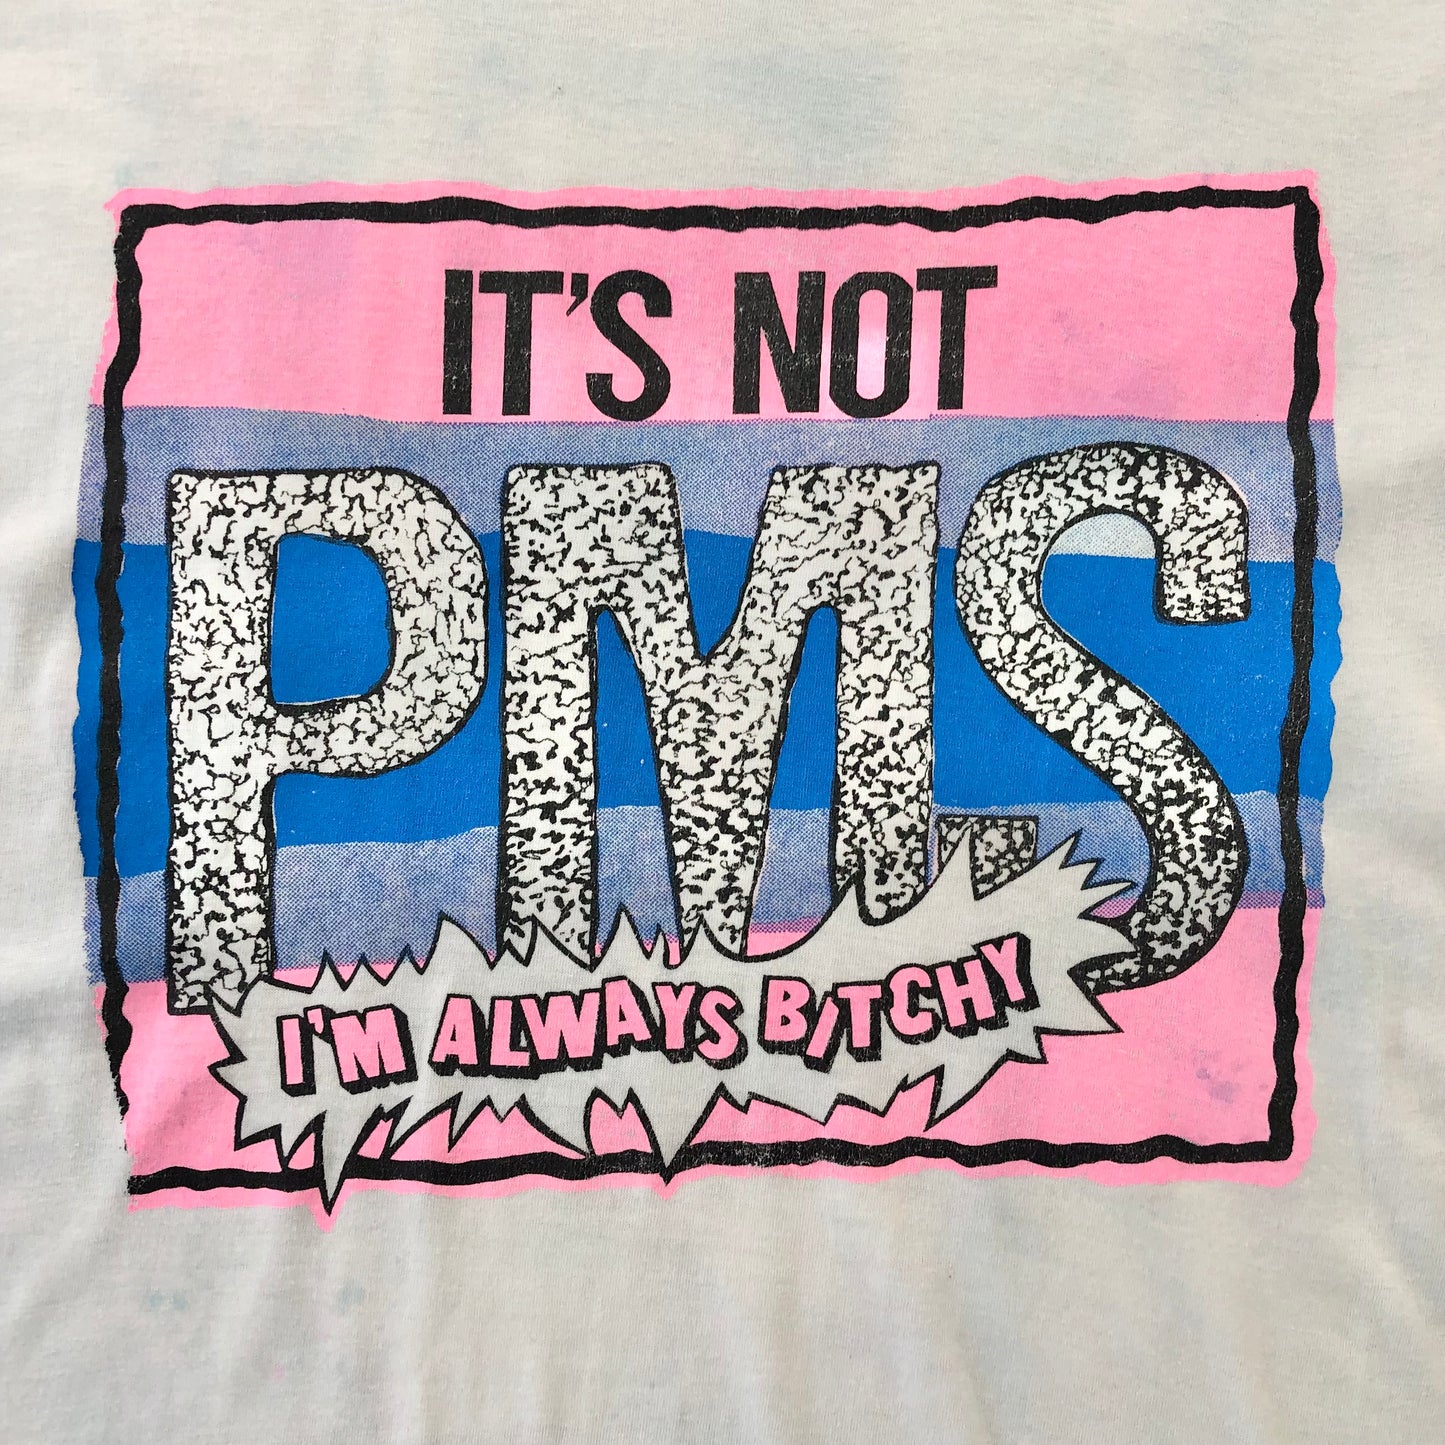 IT'S NOT
PMS
I'M ALWAYS BITCHY